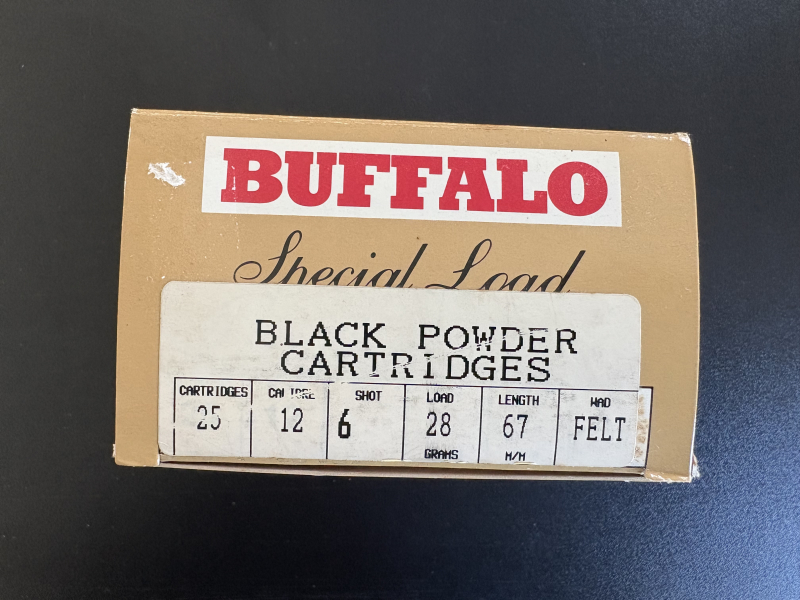 BUFFALO
Special Load
BLACK POWDER
CARTRIDGES
CARTRIDGES CALIBRE SHOT LOAD LENGTH WAD
25 12 6 28 67 FELT
GRAMS M/M